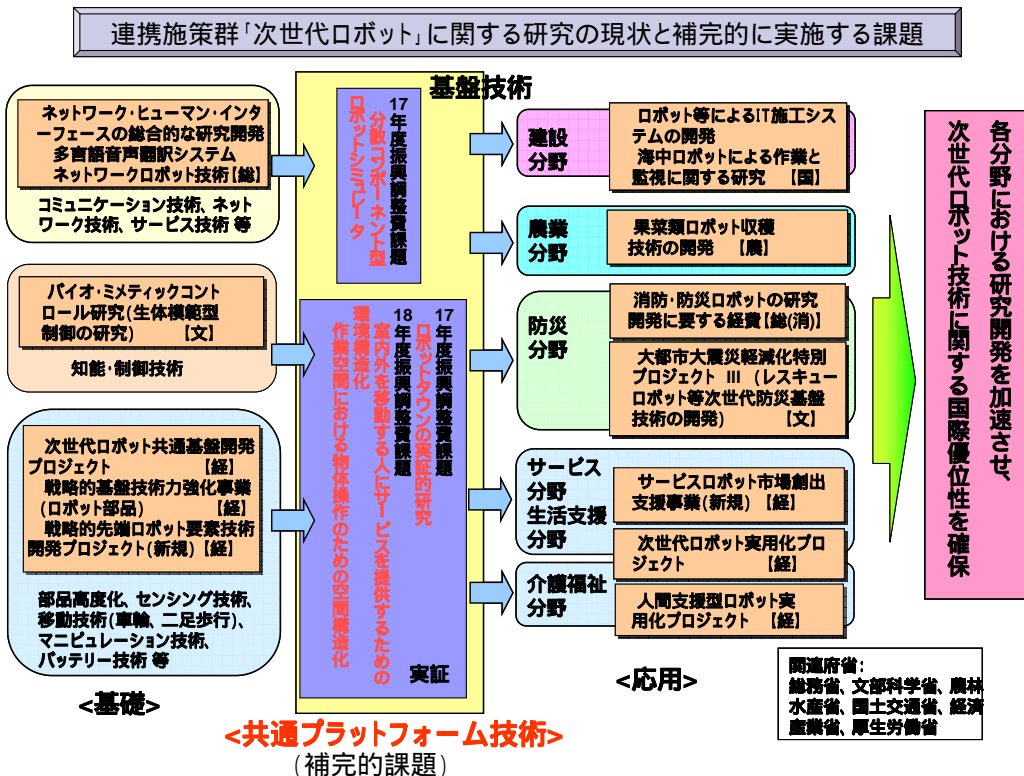 連携施策群「次世代ロボット」に関する研究の現状と補完的に実施する課題
ネットワーク・ヒューマン・インタ
ーフェースの総合的な研究開発
多言語音声翻訳システム
ネットワークロボット技術【総】
コミュニケーション技術、ネット
ワーク技術、サービス技術 等
バイオ・ミメティックコント
ロール研究(生体模範型
制御の研究) 【文】
知能・制御技術
次世代ロボット共通基盤開発
プロジェクト 【経】
戦略的基盤技術力強化事業
(ロボット部品) 【経】
戦略的先端ロボット要素技術
開発プロジェクト(新規)【経】
部品高度化、センシング技術、
移動技術(車輪、二足歩行)、
マニピュレーション技術、
バッテリー技術 等
<基礎>
基盤技術
17年度振興調整費課題
分散コンポーネント型
ロボットシミュレータ
17年度振興調整費課題
ロボットタウンの実証的研究
18年度振興調整費課題
室内外を移動する人にサービスを提供するための
環境構造化
作業空間における物体操作のための空間構造化
実証
<共通プラットフォーム技術>
(補完的課題)
建設
分野
ロボット等によるIT施工シス
テムの開発
海中ロボットによる作業と
監視に関する研究 【国】
農業
分野
果菜類ロボット収穫
技術の開発 【農】
防災
分野
消防・防災ロボットの研究
開発に要する経費【総(消)】
大都市大震災軽減化特別
プロジェクト III (レスキュー
ロボット等次世代防災基盤
技術の開発) 【文】
サービス
分野
生活支援
分野
サービスロボット市場創出
支援事業(新規) 【経】
次世代ロボット実用化プロ
ジェクト 【経】
介護福祉
分野
人間支援型ロボット実
用化プロジェクト 【経】
<応用>
各分野における研究開発を加速させ、
次世代ロボット技術に関する国際優位性を確保
関連府省:
総務省、文部科学省、農林
水産省、国土交通省、経済
産業省、厚生労働省